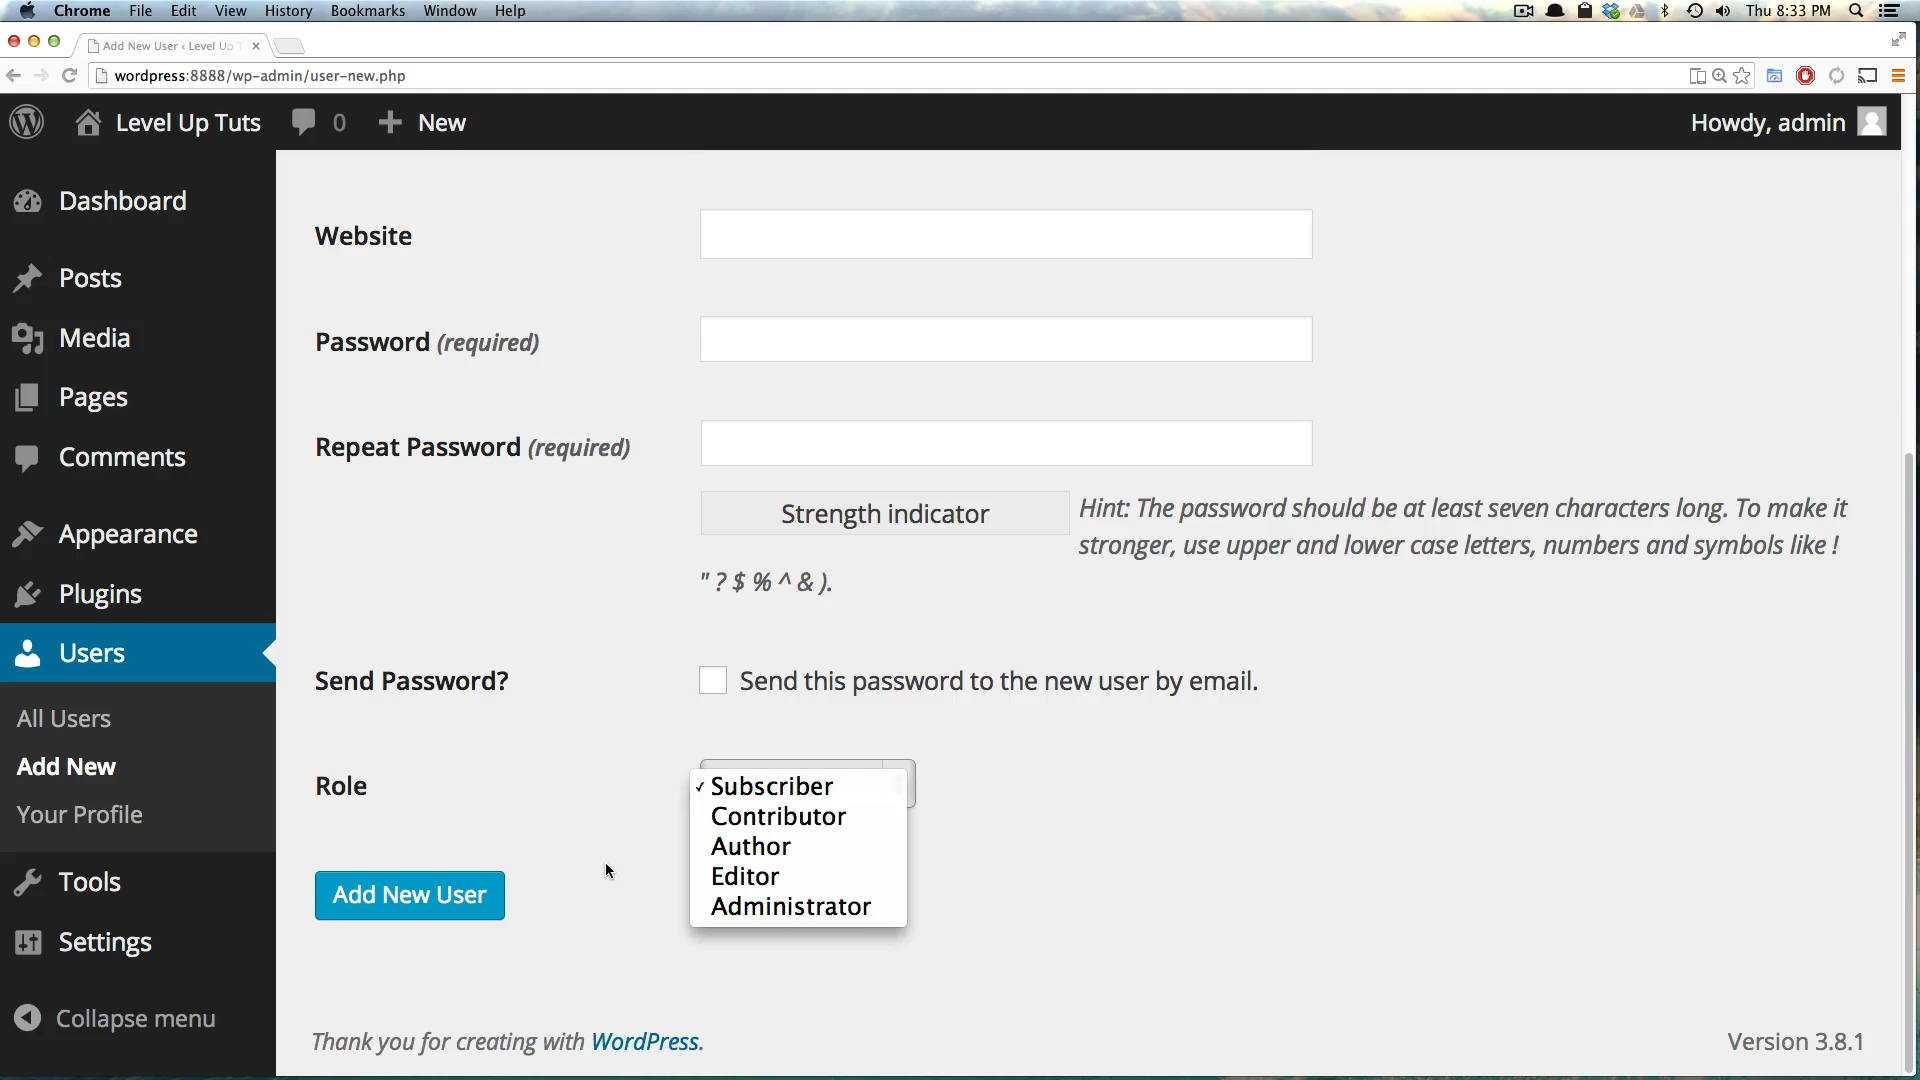 Chrome File Edit View History Bookmarks Window Help
Thu 8:33 PM
Add New User ‹ Level Up T
wordpress:8888/wp-admin/user-new.php
Level Up Tuts 0 New
Howdy, admin
Dashboard
Posts
Media
Pages
Comments
Appearance
Plugins
Users
All Users
Add New
Your Profile
Tools
Settings
Collapse menu
Website
Password (required)
Repeat Password (required)
Strength indicator
Hint: The password should be at least seven characters long. To make it
stronger, use upper and lower case letters, numbers and symbols like !
" ? $ % ^ & ).
Send Password?
Send this password to the new user by email.
Role
✓ Subscriber
Contributor
Author
Editor
Administrator
Add New User
Thank you for creating with WordPress.
Version 3.8.1